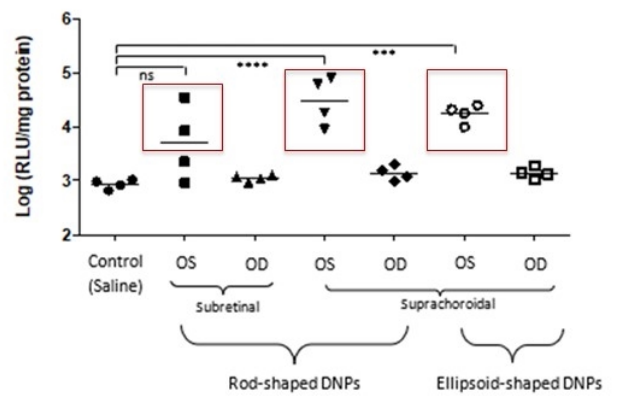 6
5
4
3
2
Log (RLU/mg protein)
***
****
ns
Control OS OD OS OD OS OD
(Saline)
Subretinal Suprachoroidal
Rod-shaped DNPs Ellipsoid-shaped DNPs